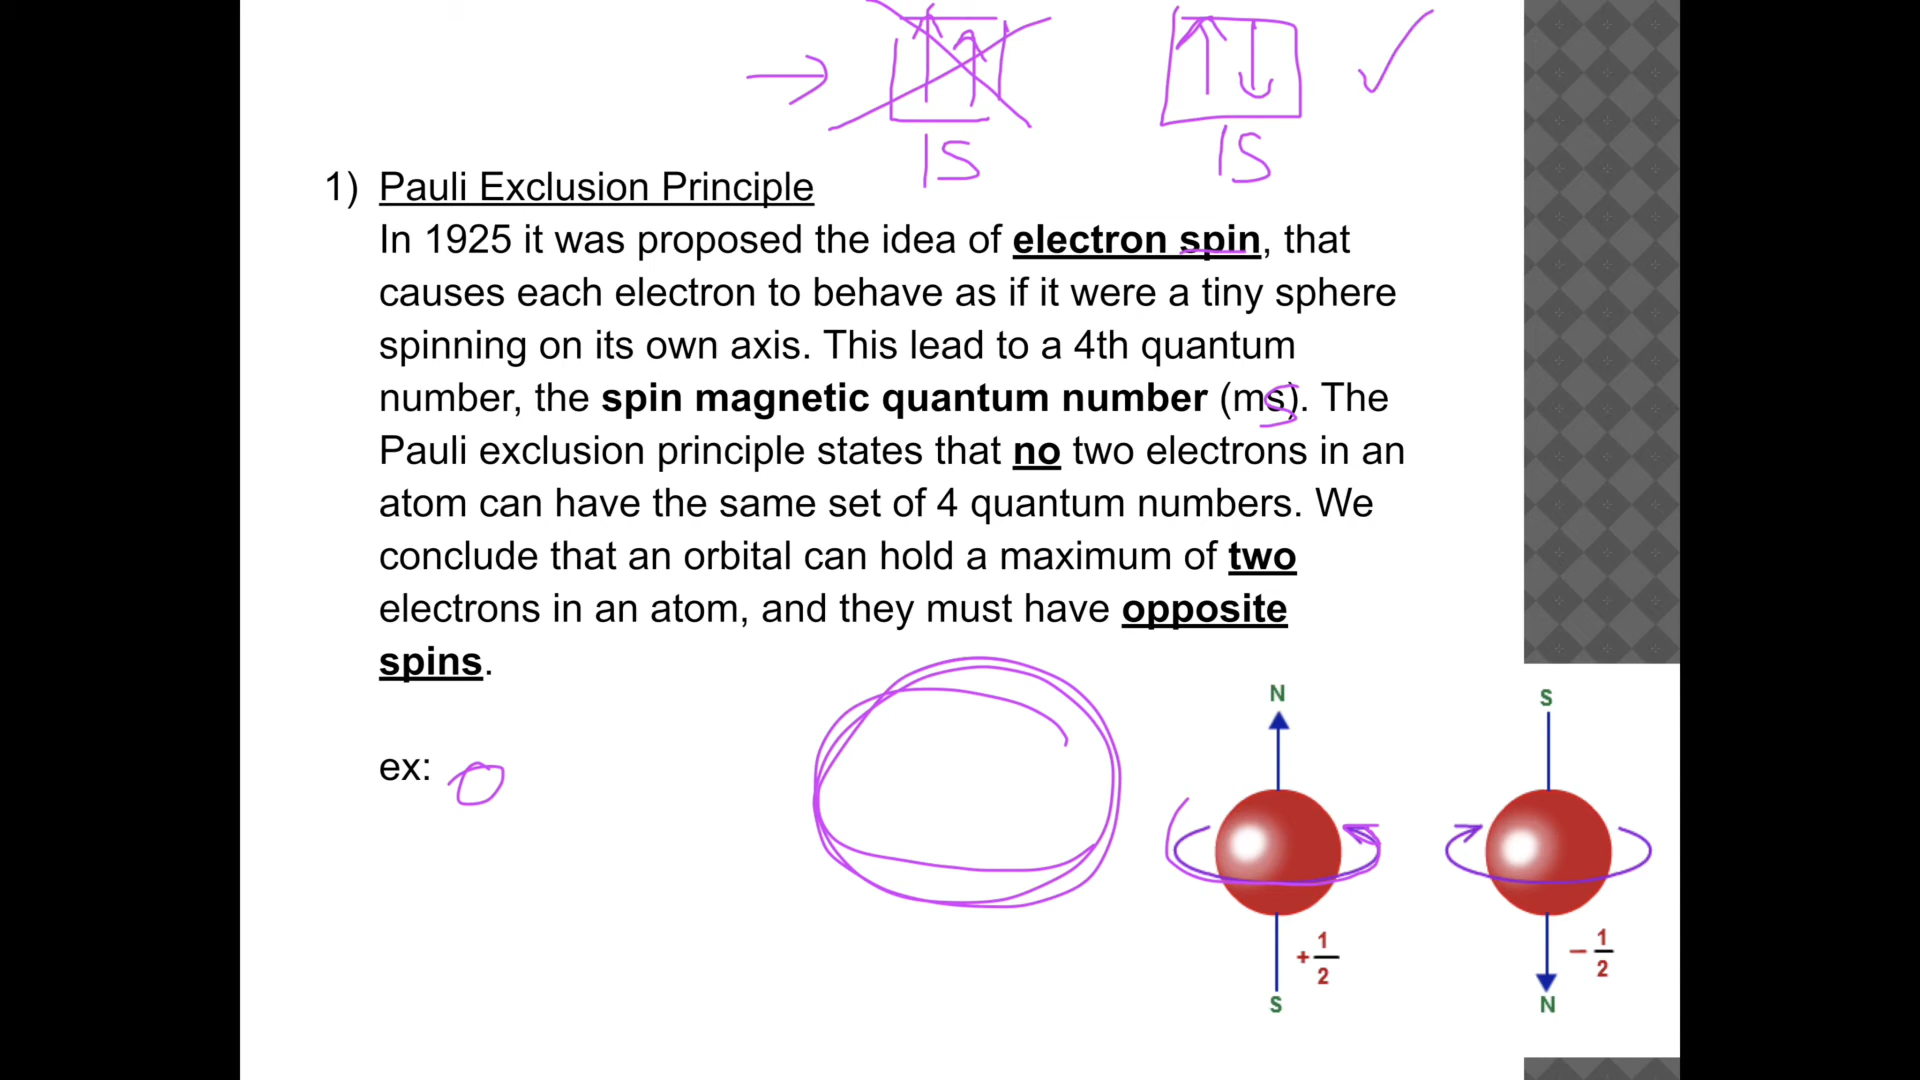 1S 1S
1) Pauli Exclusion Principle
In 1925 it was proposed the idea of electron spin, that
causes each electron to behave as if it were a tiny sphere
spinning on its own axis. This lead to a 4th quantum
number, the spin magnetic quantum number (ms). The
Pauli exclusion principle states that no two electrons in an
atom can have the same set of 4 quantum numbers. We
conclude that an orbital can hold a maximum of two
electrons in an atom, and they must have opposite
spins.
N S
ex: O
+1/2 −1/2
S N